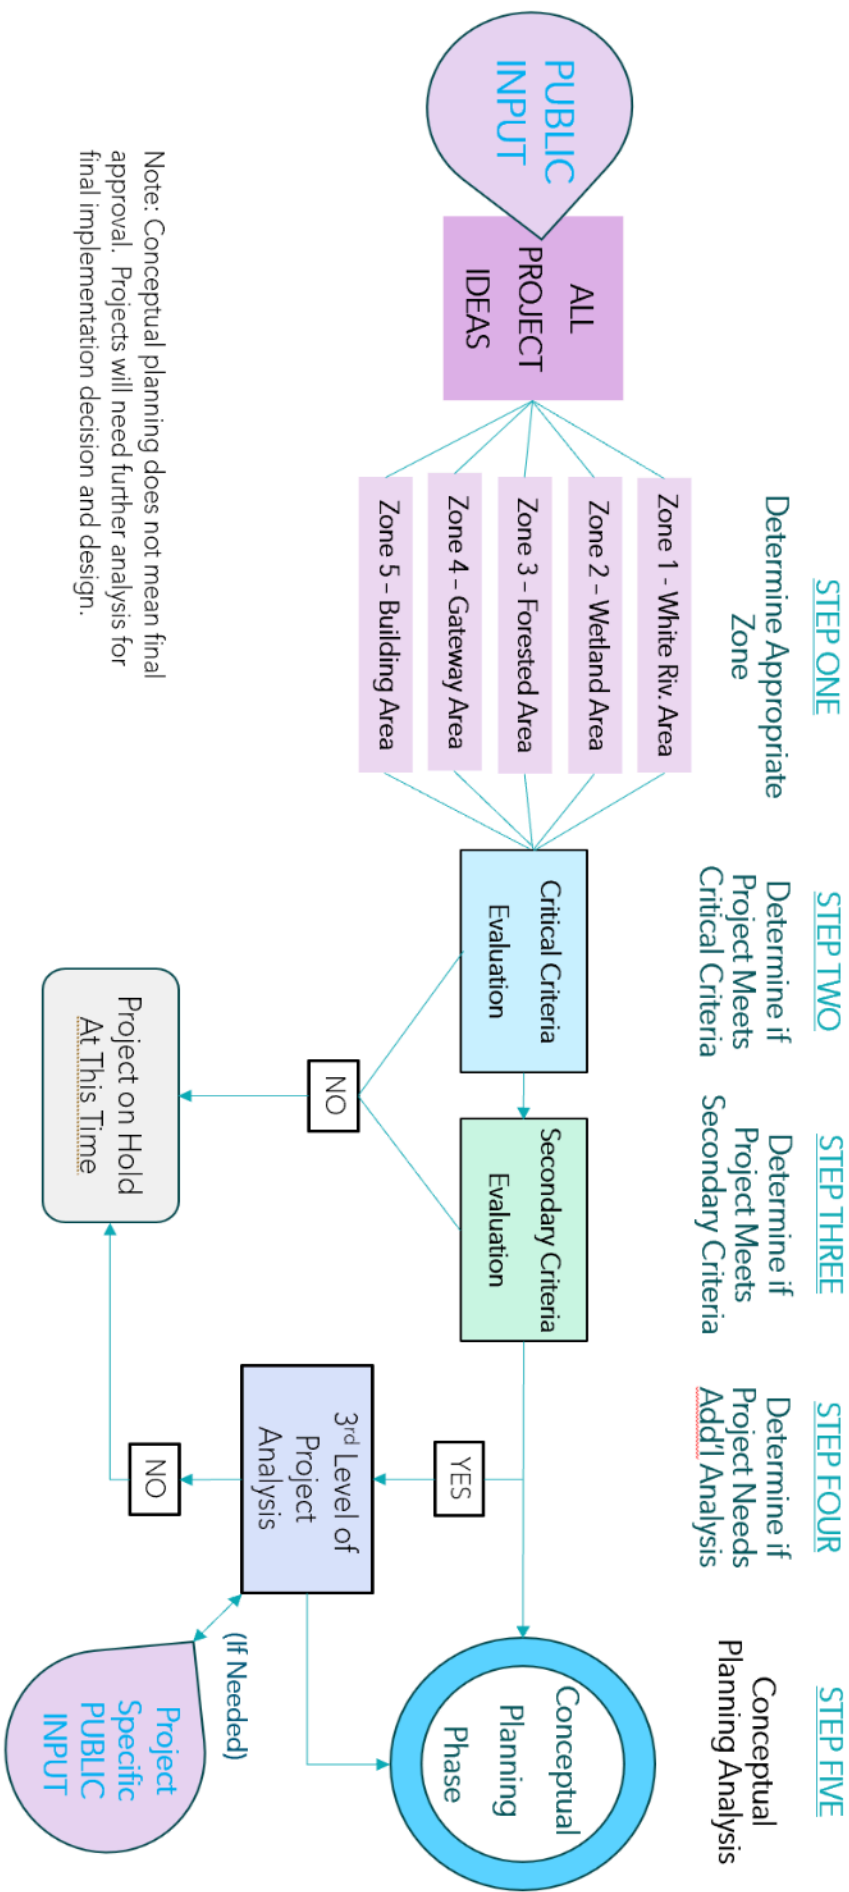 STEP ONE
Determine Appropriate
Zone
STEP TWO
Determine if
Project Meets
Critical Criteria
STEP THREE
Determine if
Project Meets
Secondary Criteria
STEP FOUR
Determine if
Project Needs
Add'l Analysis
STEP FIVE
Conceptual
Planning Analysis
PUBLIC
INPUT
ALL
PROJECT
IDEAS
Zone 1 - White Riv. Area
Zone 2 – Wetland Area
Zone 3 – Forested Area
Zone 4 – Gateway Area
Zone 5 – Building Area
Critical Criteria
Evaluation
Secondary Criteria
Evaluation
Conceptual
Planning
Phase
YES
NO
3rd Level of
Project
Analysis
(If Needed)
NO
Project on Hold
At This Time
Project
Specific
PUBLIC
INPUT
Note: Conceptual planning does not mean final
approval. Projects will need further analysis for
final implementation decision and design.